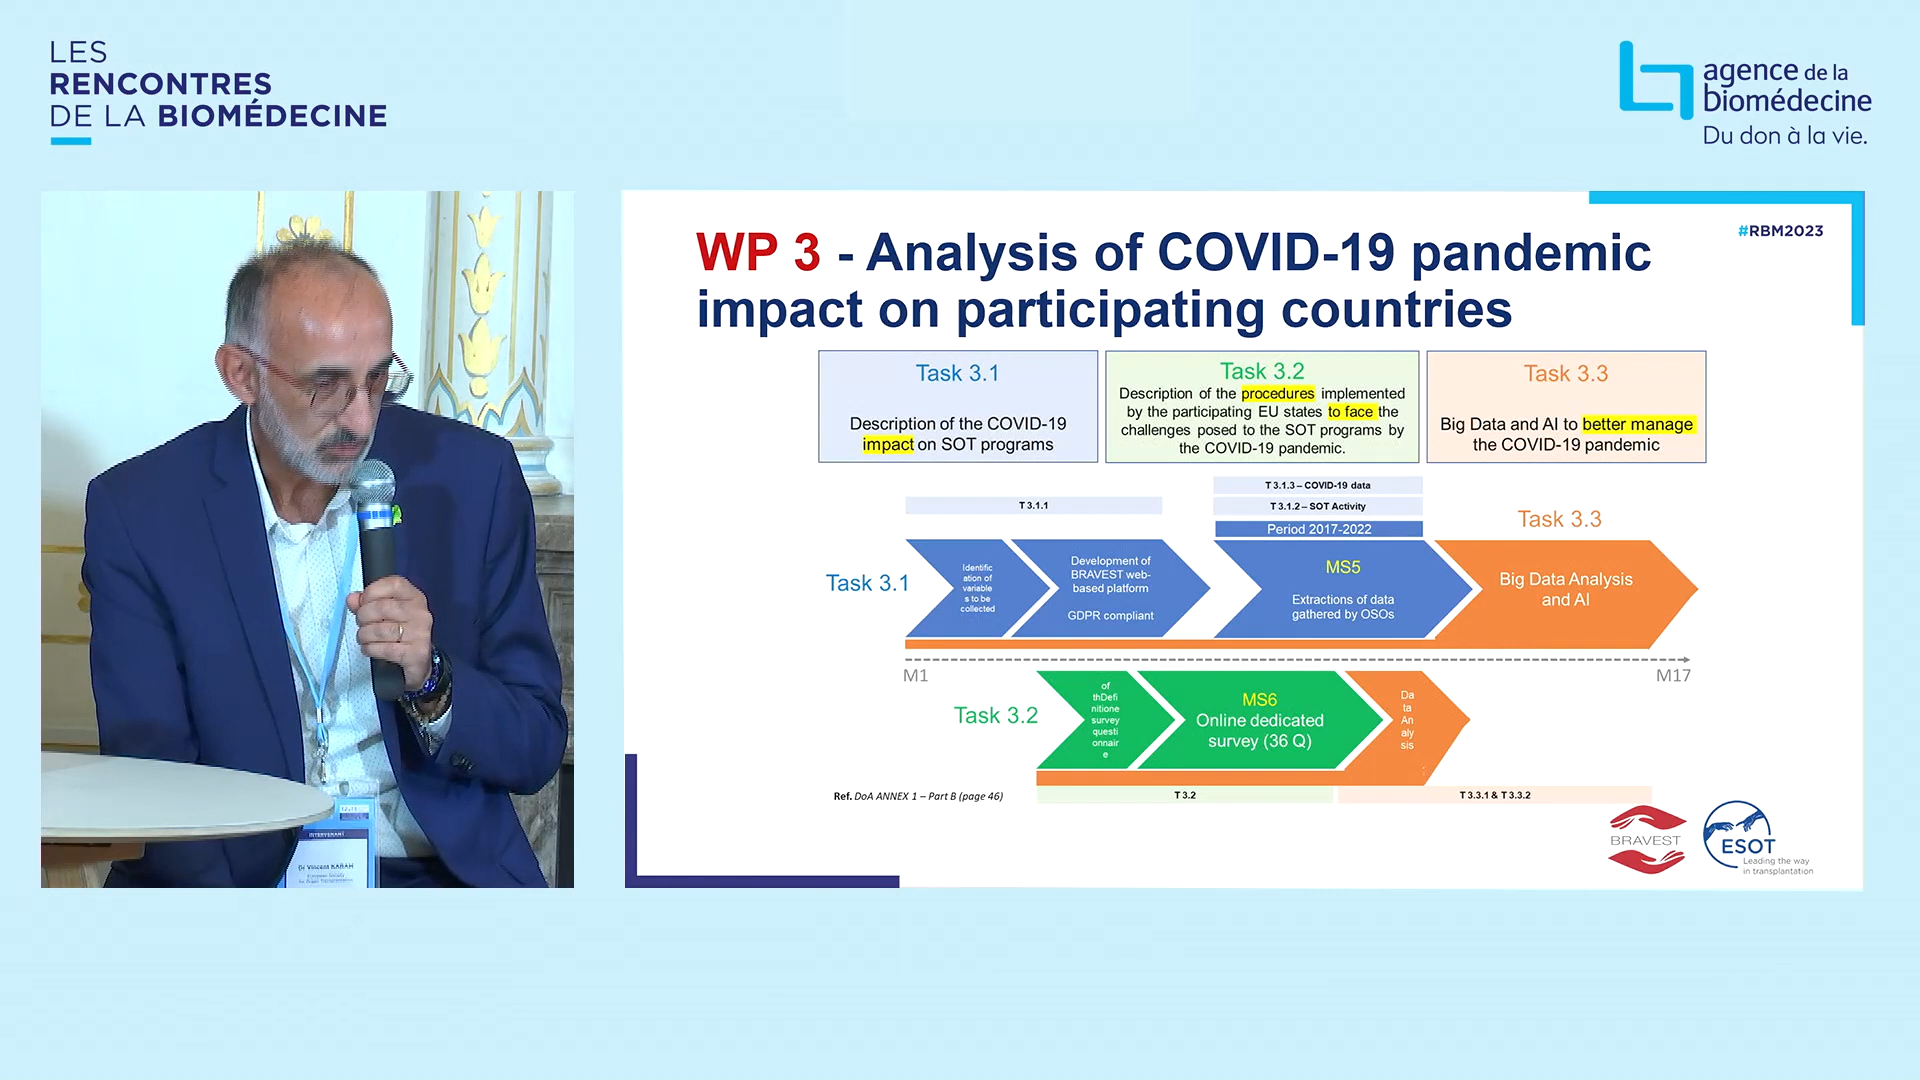 LES
RENCONTRES
DE LA BIOMÉDECINE
agence de la
biomédecine
Du don à la vie.
#RBM2023
WP 3 - Analysis of COVID-19 pandemic
impact on participating countries
Task 3.1
Description of the COVID-19
impact on SOT programs
Task 3.2
Description of the procedures implemented
by the participating EU states to face the
challenges posed to the SOT programs by
the COVID-19 pandemic.
Task 3.3
Big Data and AI to better manage
the COVID-19 pandemic
T 3.1.1
T 3.1.3 – COVID-19 data
T 3.1.2 – SOT Activity
Period 2017-2022
Task 3.3
Task 3.1
Identific
ation of
variable
s to be
collected
Development of
BRAVEST web-
based platform
GDPR compliant
MS5
Extractions of data
gathered by OSOs
Big Data Analysis
and AI
M1
M17
Task 3.2
of
thDefi
nitione
survey
questi
onnair
e
MS6
Online dedicated
survey (36 Q)
Da
ta
An
aly
sis
Ref. DoA ANNEX 1 – Part B (page 46)
T 3.2
T 3.3.1 & T 3.3.2
BRAVEST
ESOT
Leading the way
in transplantation
INTERVENANT
Dr Vincent KARAM
European Society